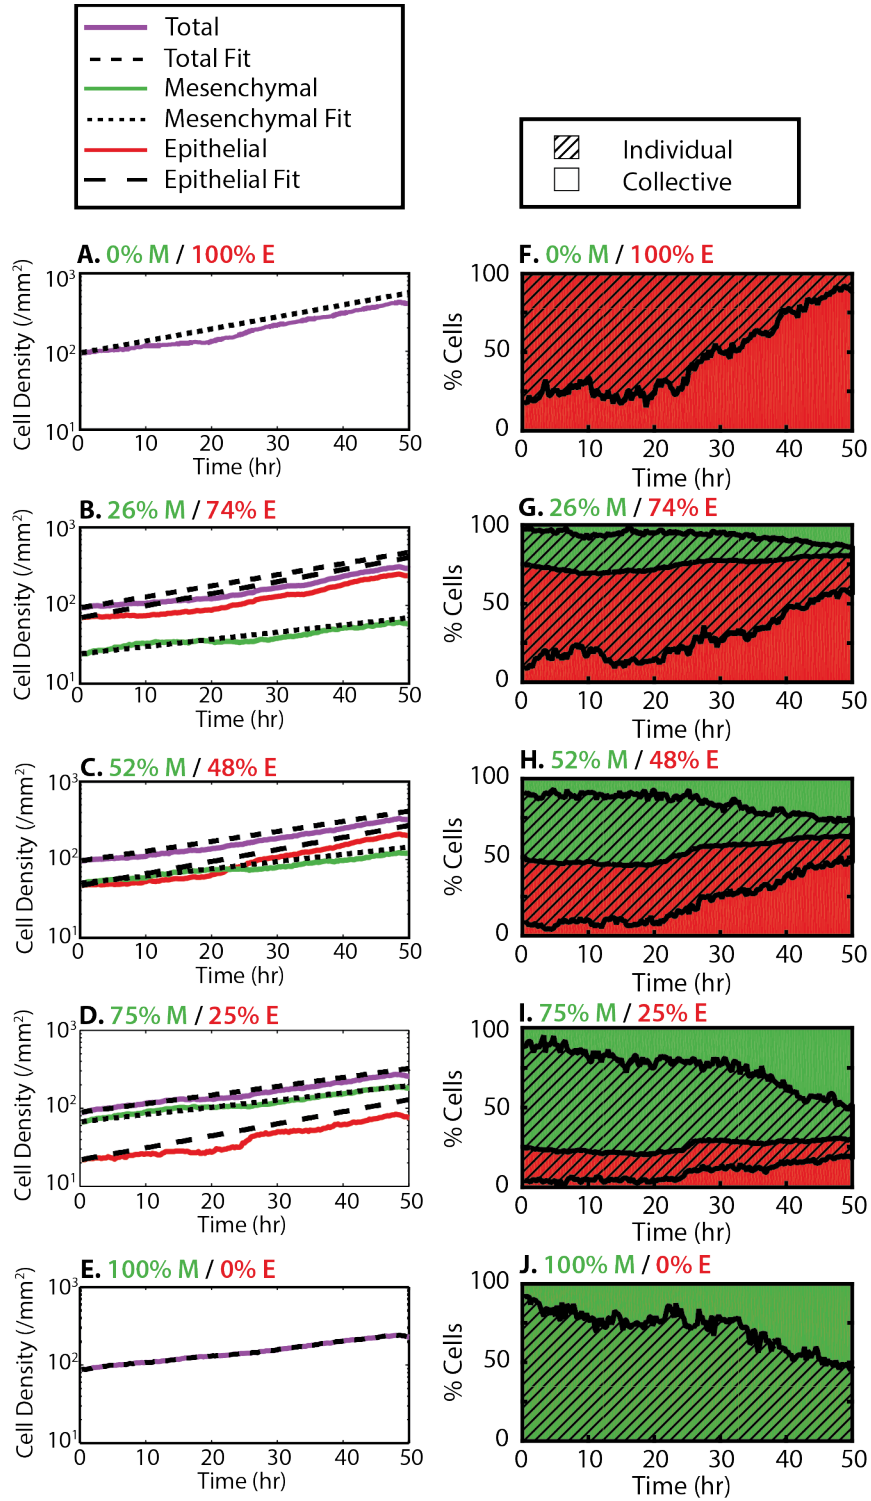 Total
Total Fit
Mesenchymal
Mesenchymal Fit
Epithelial
Epithelial Fit
Individual
Collective
A. 0% M / 100% E
Cell Density (/mm²)
10³
10²
10¹
0 10 20 30 40 50
Time (hr)
F. 0% M / 100% E
% Cells
100
50
0
0 10 20 30 40 50
Time (hr)
B. 26% M / 74% E
Cell Density (/mm²)
10³
10²
10¹
0 10 20 30 40 50
Time (hr)
G. 26% M / 74% E
% Cells
100
50
0
0 10 20 30 40 50
Time (hr)
C. 52% M / 48% E
Cell Density (/mm²)
10³
10²
10¹
0 10 20 30 40 50
Time (hr)
H. 52% M / 48% E
% Cells
100
50
0
0 10 20 30 40 50
Time (hr)
D. 75% M / 25% E
Cell Density (/mm²)
10³
10²
10¹
0 10 20 30 40 50
Time (hr)
I. 75% M / 25% E
% Cells
100
50
0
0 10 20 30 40 50
Time (hr)
E. 100% M / 0% E
Cell Density (/mm²)
10³
10²
10¹
0 10 20 30 40 50
Time (hr)
J. 100% M / 0% E
% Cells
100
50
0
0 10 20 30 40 50
Time (hr)